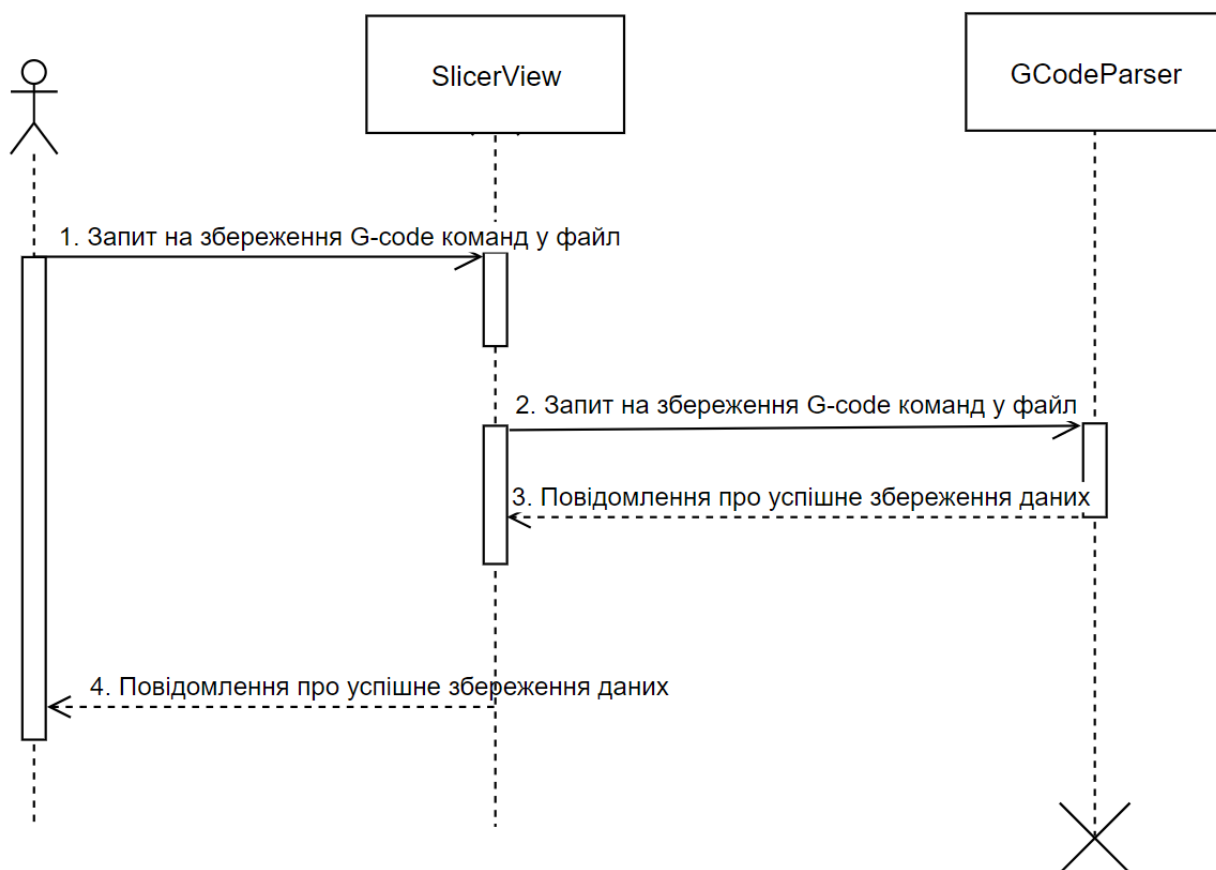 SlicerView
GCodeParser
1. Запит на збереження G-code команд у файл
2. Запит на збереження G-code команд у файл
3. Повідомлення про успішне збереження даних
4. Повідомлення про успішне збереження даних